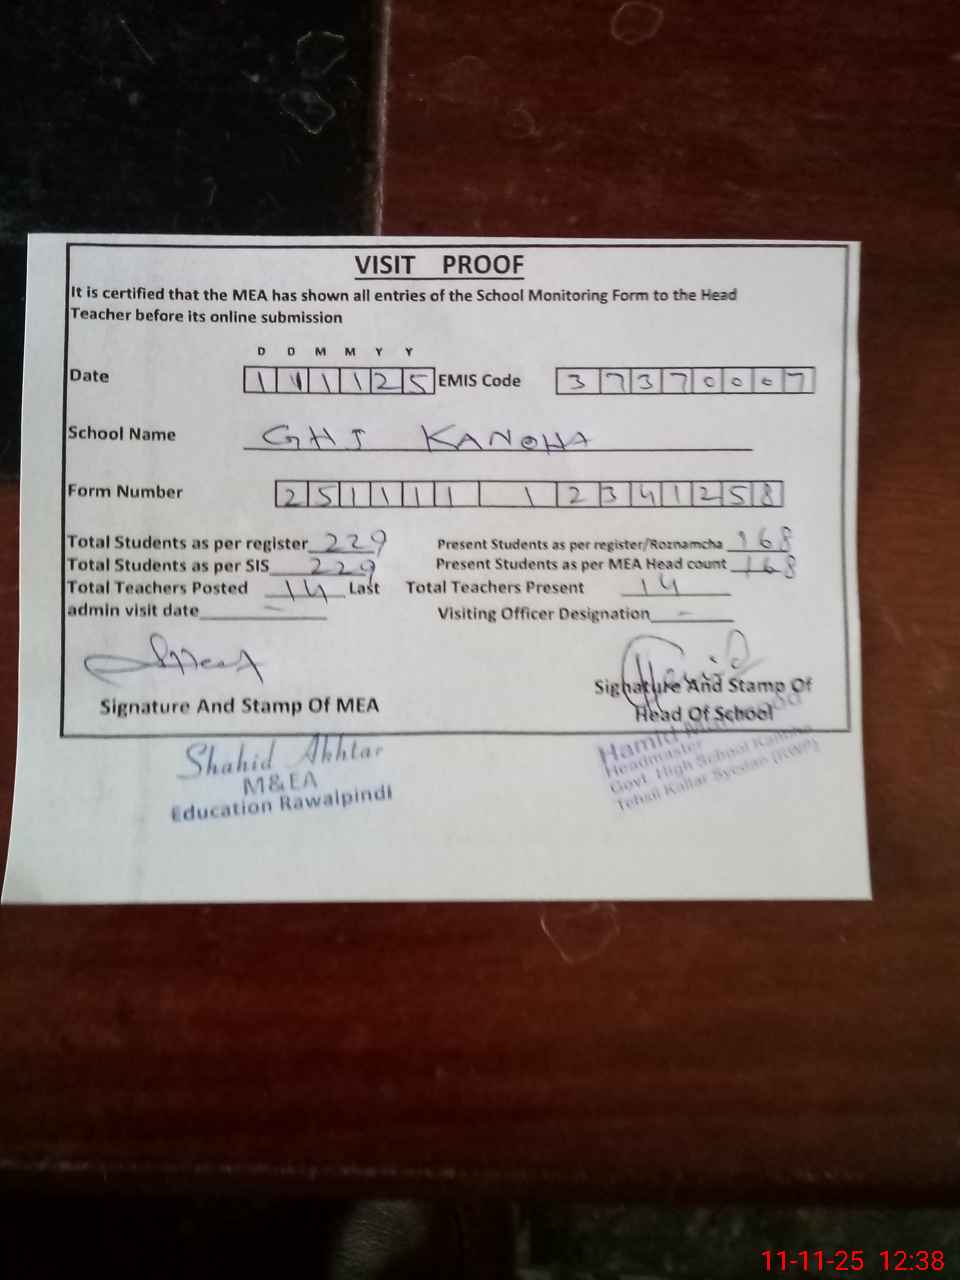 VISIT PROOF
It is certified that the MEA has shown all entries of the School Monitoring Form to the Head
Teacher before its online submission
D D M M Y Y
Date 1 1 1 1 2 5 EMIS Code 3 7 3 7 0 0 0 7
School Name GHS KANOHA
Form Number 2 5 1 1 1 1 1 2 3 4 1 2 5 8
Total Students as per register 229 Present Students as per register/Roznamcha 168
Total Students as per SIS 229 Present Students as per MEA Head count 168
Total Teachers Posted 14 Last Total Teachers Present 14
admin visit date - Visiting Officer Designation -
Signature And Stamp Of MEA
Signature And Stamp Of
Head Of School
Shahid Akhtar
M&EA
Education Rawalpindi
Hamid
Headmaster
Govt. High School
Tehsil Kallar Syedan (RWP)
11-11-25 12:38